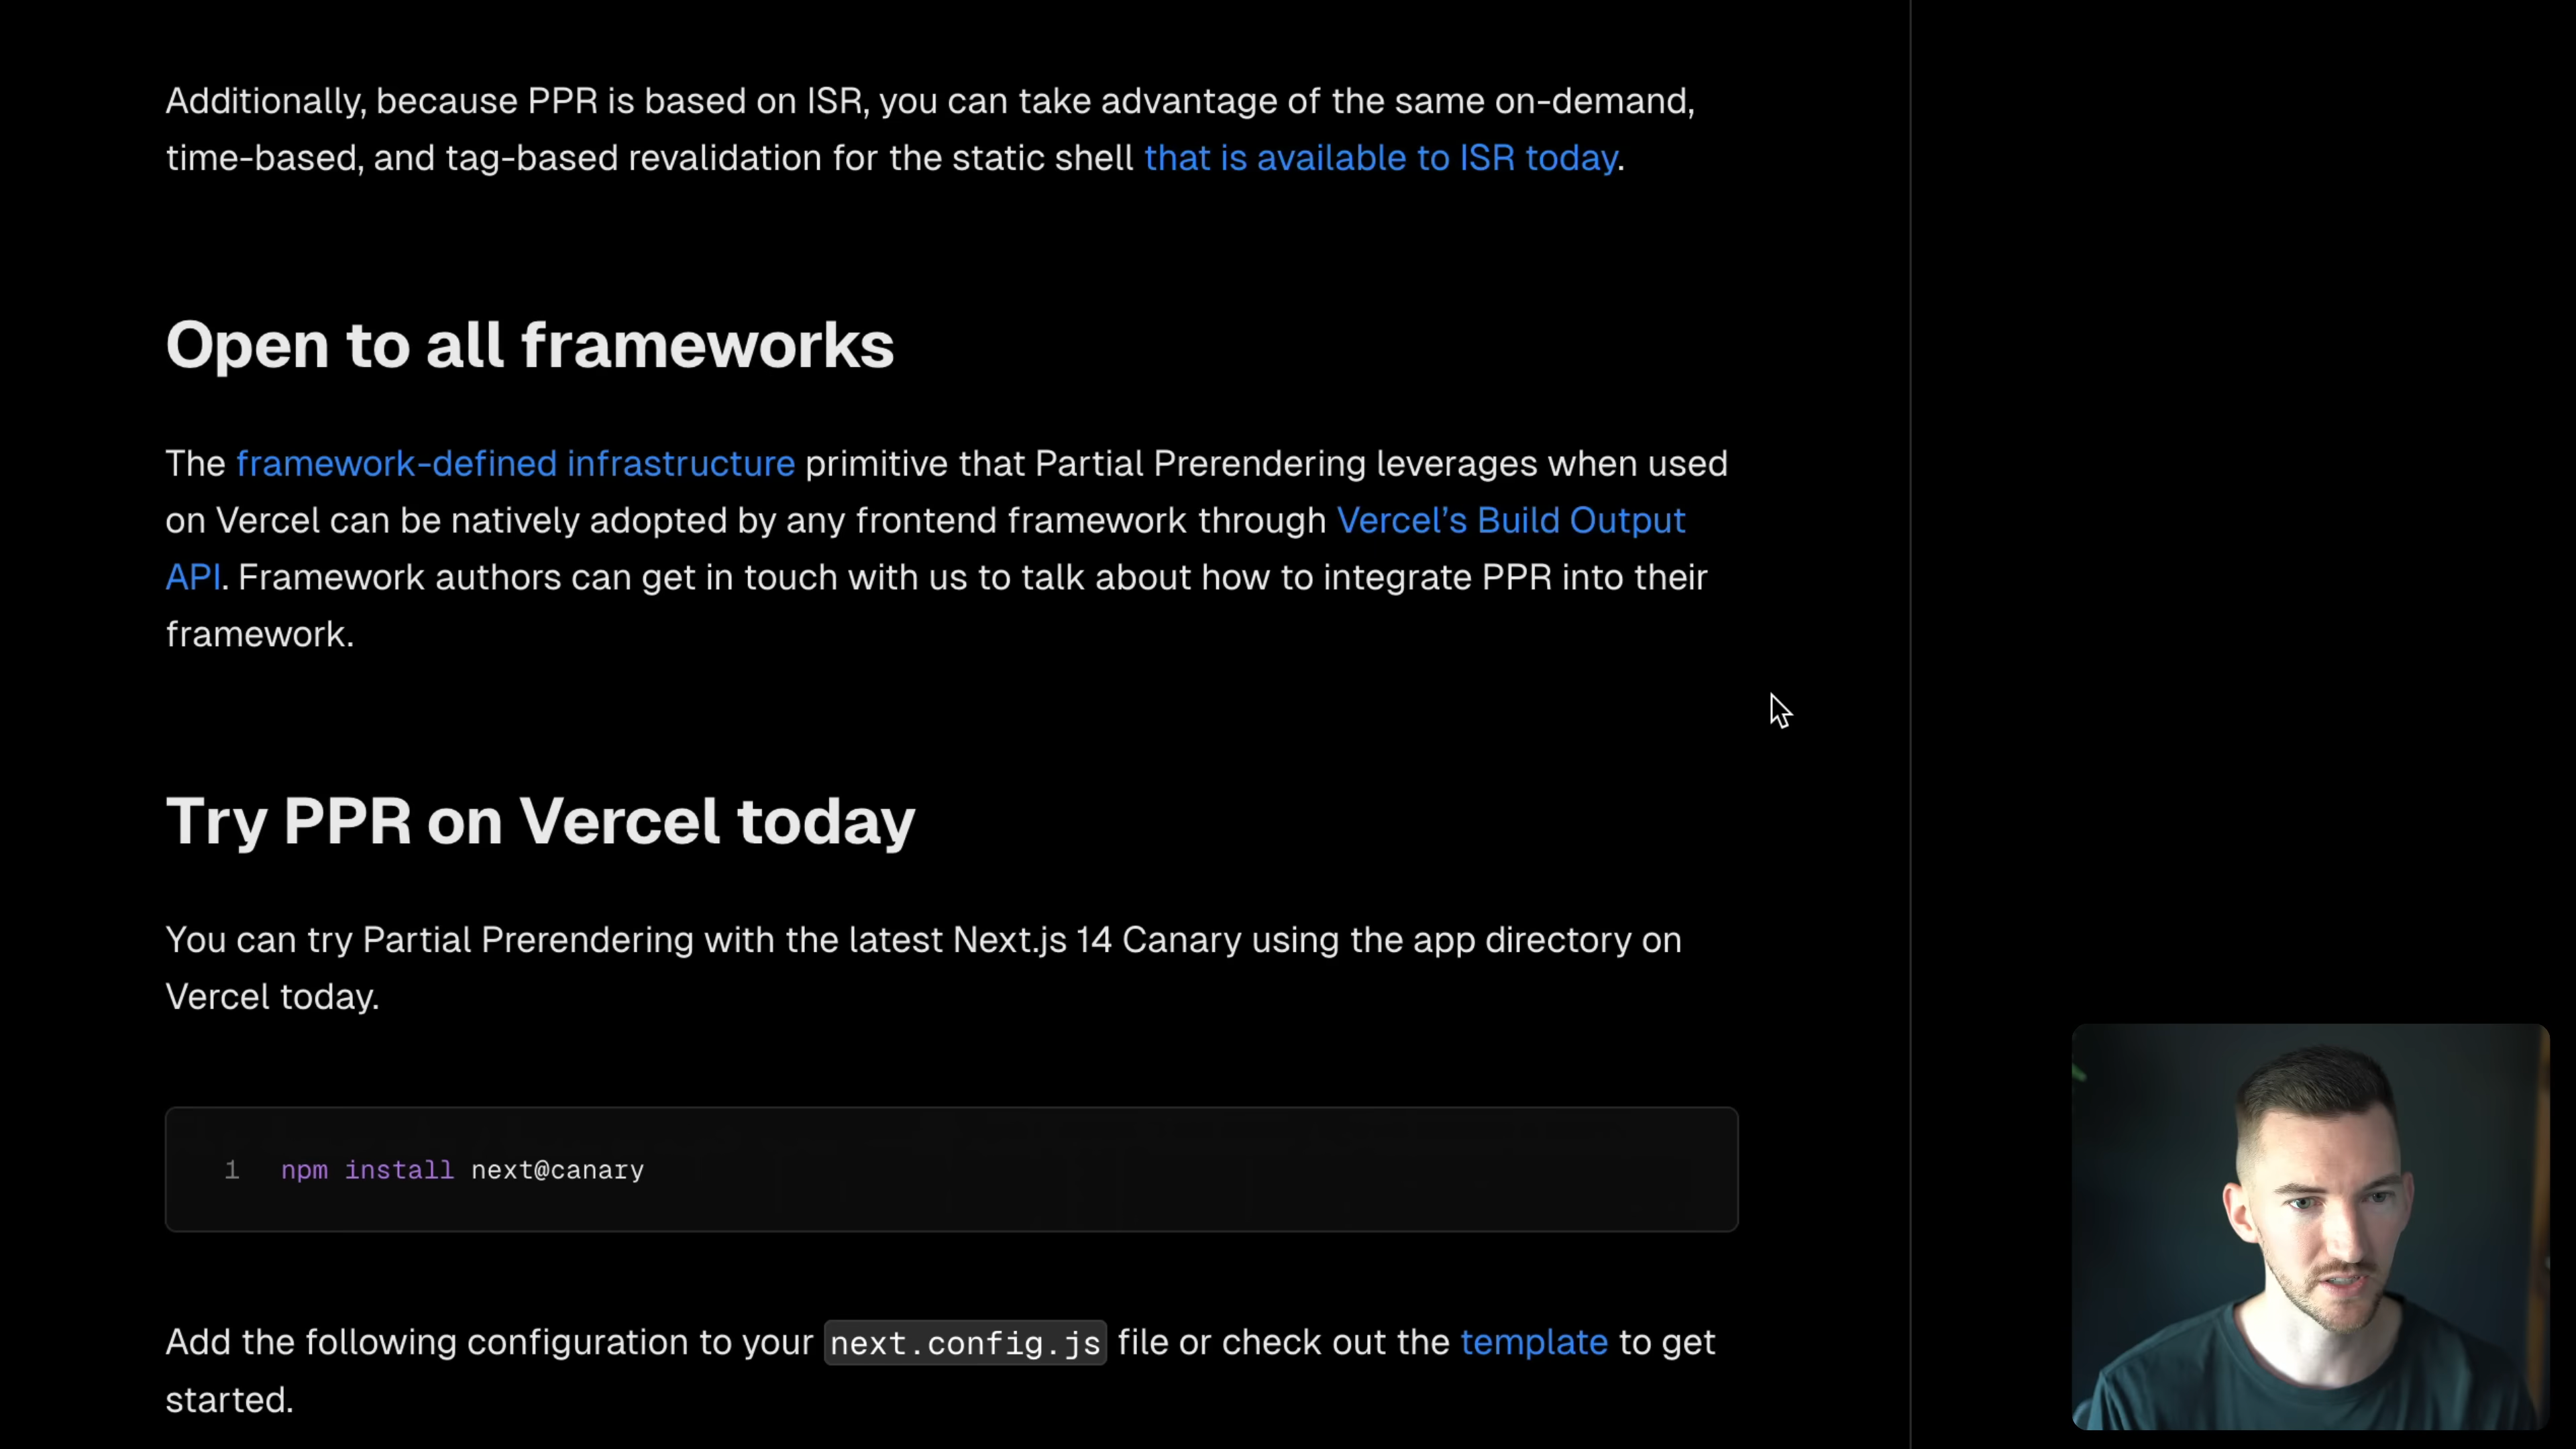 Additionally, because PPR is based on ISR, you can take advantage of the same on-demand,
time-based, and tag-based revalidation for the static shell that is available to ISR today.
Open to all frameworks
The framework-defined infrastructure primitive that Partial Prerendering leverages when used
on Vercel can be natively adopted by any frontend framework through Vercel’s Build Output
API. Framework authors can get in touch with us to talk about how to integrate PPR into their
framework.
Try PPR on Vercel today
You can try Partial Prerendering with the latest Next.js 14 Canary using the app directory on
Vercel today.
1 npm install next@canary
Add the following configuration to your next.config.js file or check out the template to get
started.